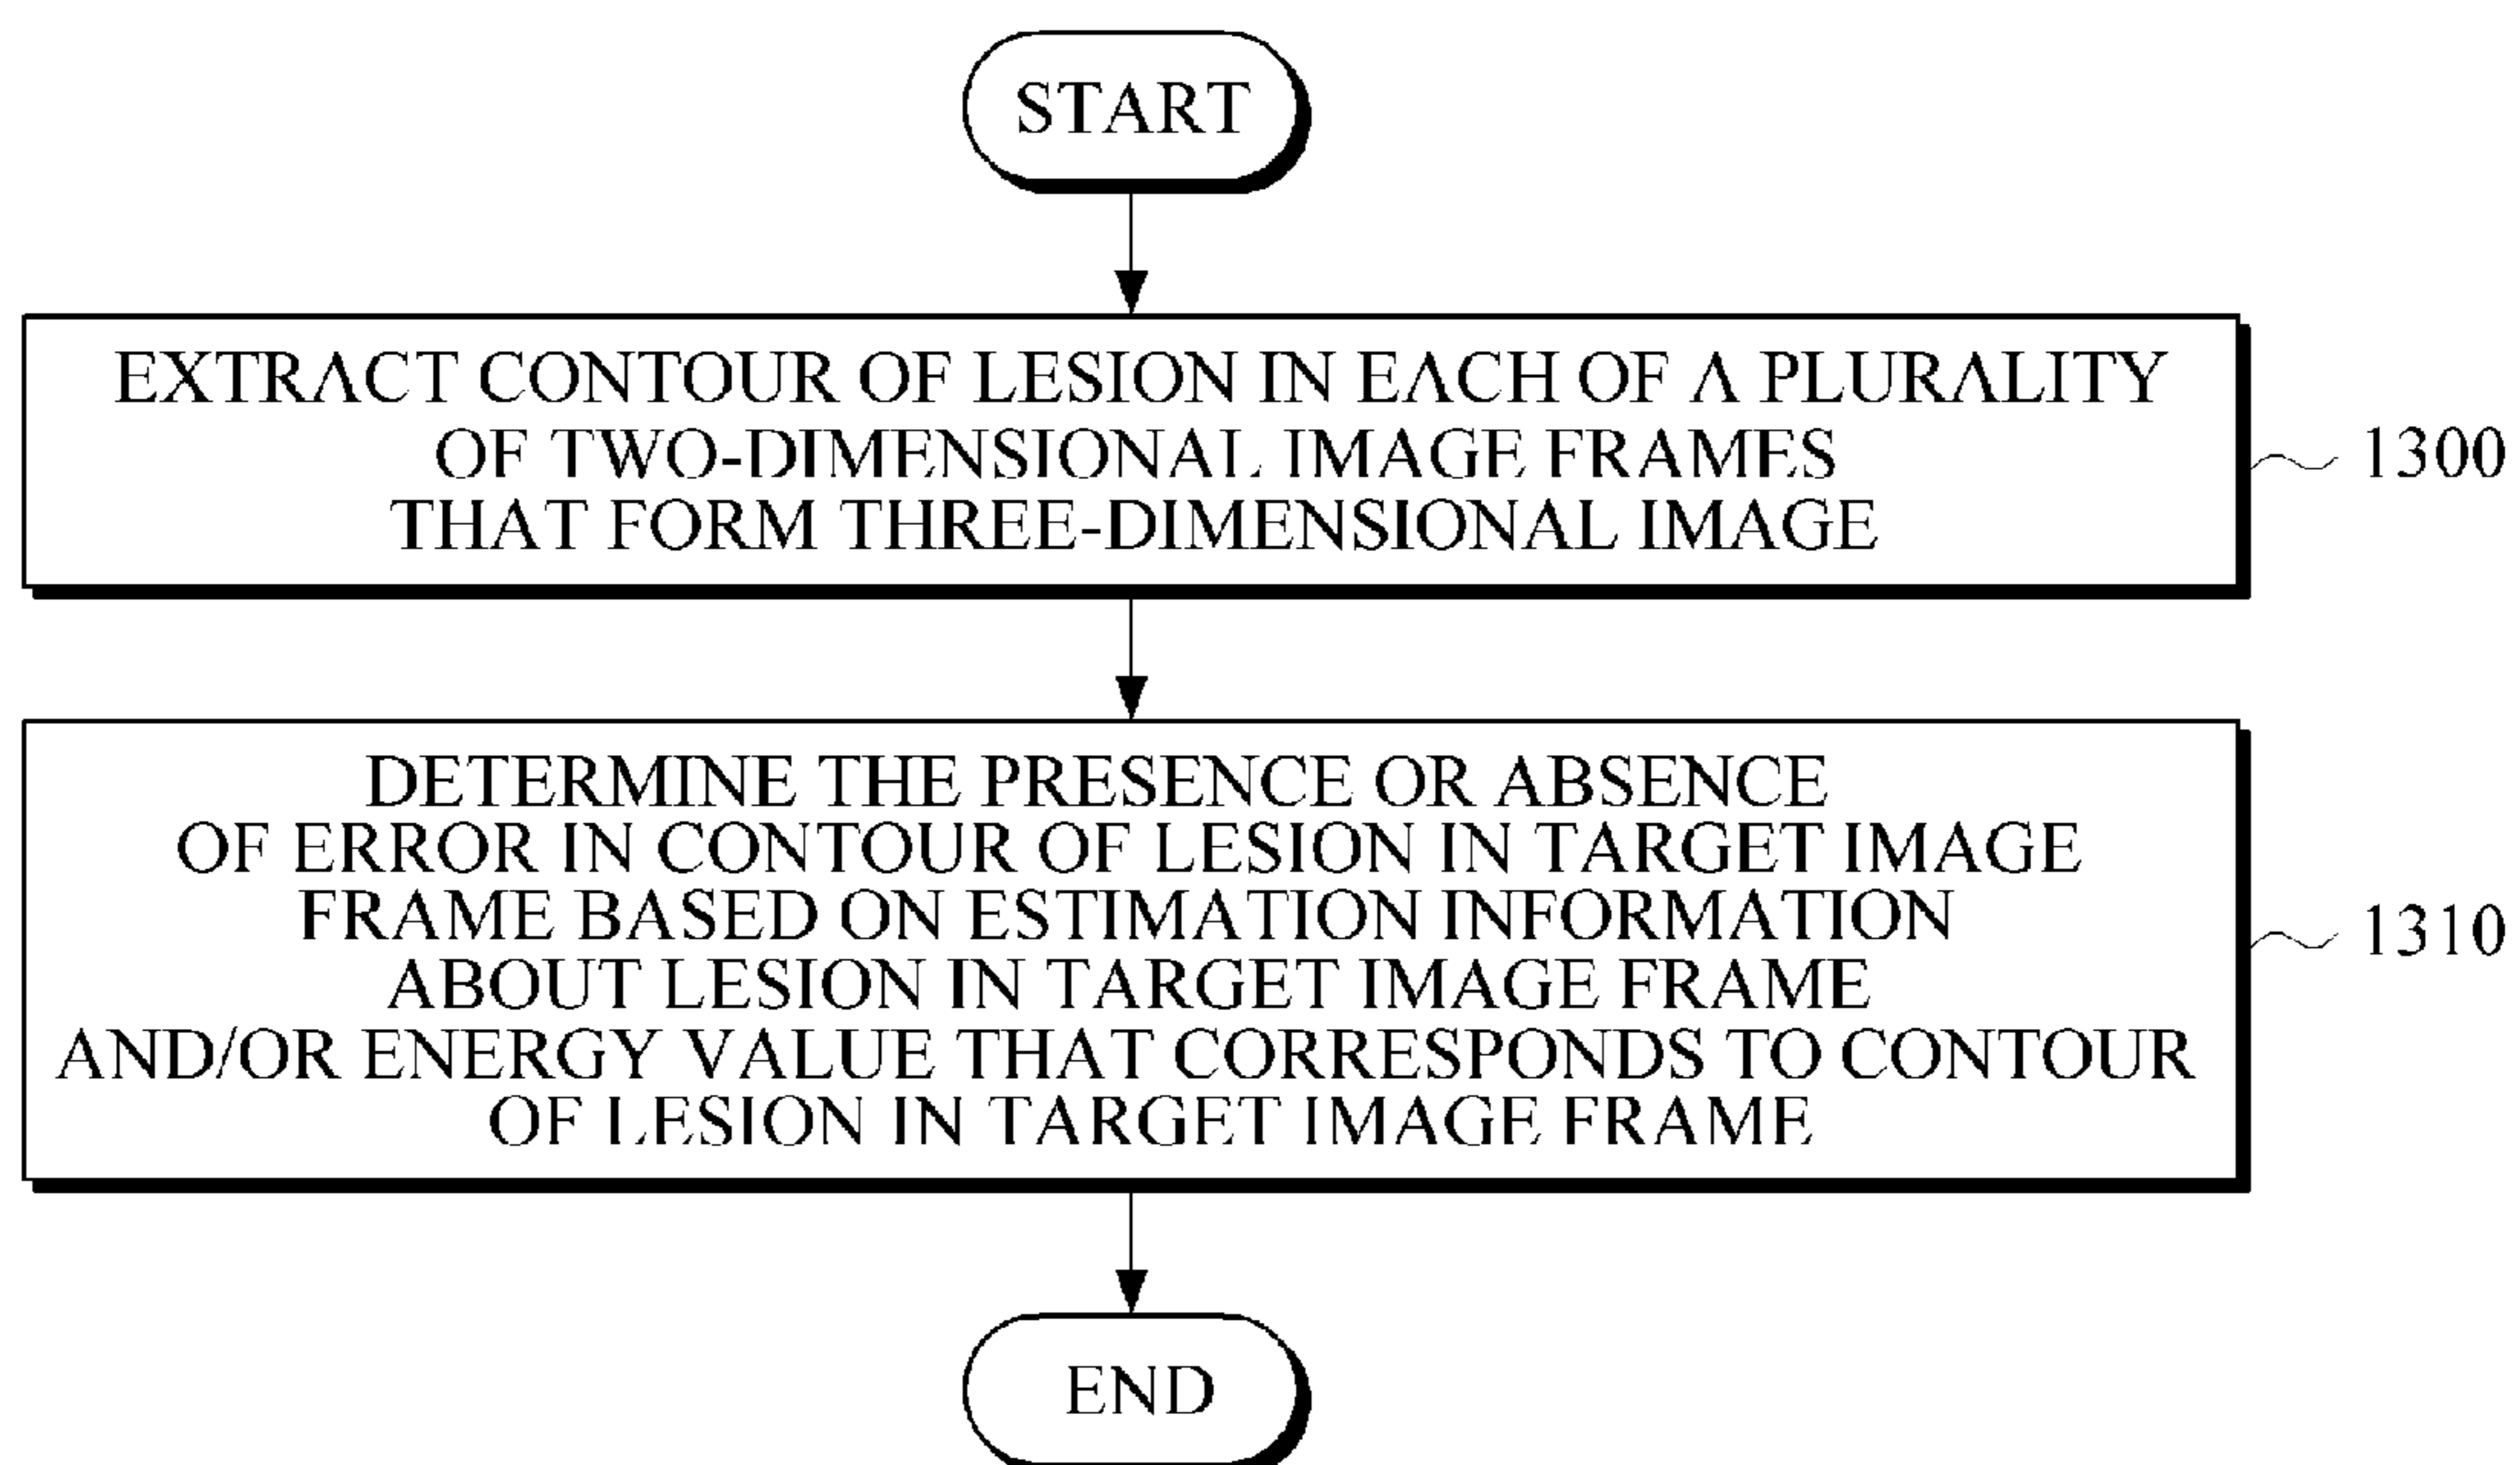 START
EXTRACT CONTOUR OF LESION IN EACH OF A PLURALITY
OF TWO-DIMENSIONAL IMAGE FRAMES
THAT FORM THREE-DIMENSIONAL IMAGE
1300
DETERMINE THE PRESENCE OR ABSENCE
OF ERROR IN CONTOUR OF LESION IN TARGET IMAGE
FRAME BASED ON ESTIMATION INFORMATION
ABOUT LESION IN TARGET IMAGE FRAME
AND/OR ENERGY VALUE THAT CORRESPONDS TO CONTOUR
OF LESION IN TARGET IMAGE FRAME
1310
END